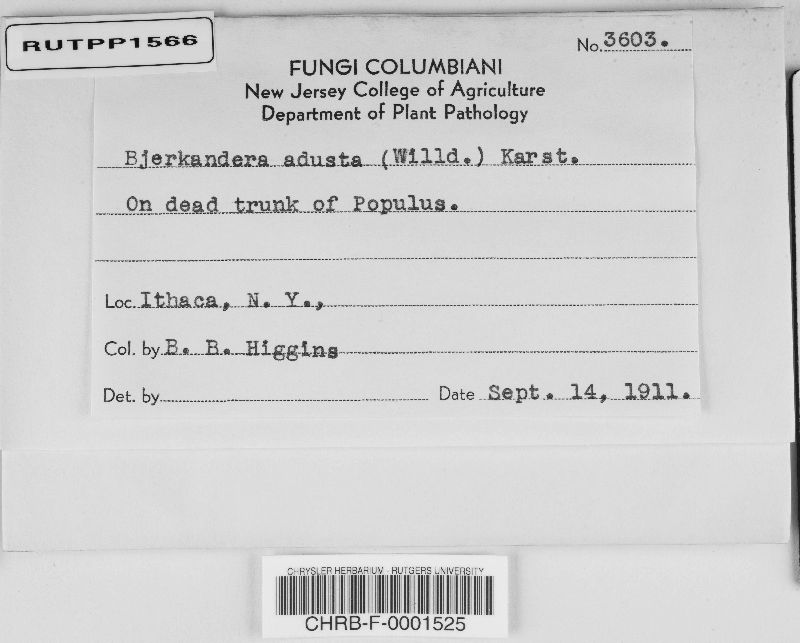 RUTPP1566
No. 3603.
FUNGI COLUMBIANI
New Jersey College of Agriculture
Department of Plant Pathology
Bjerkandera adusta (Willd.) Karst.
On dead trunk of Populus.
Loc. Ithaca, N. Y.,
Col. by B. B. Higgins
Det. by
Date Sept. 14, 1911.
CHRYSLER HERBARIUM - RUTGERS UNIVERSITY
CHRB-F-0001525